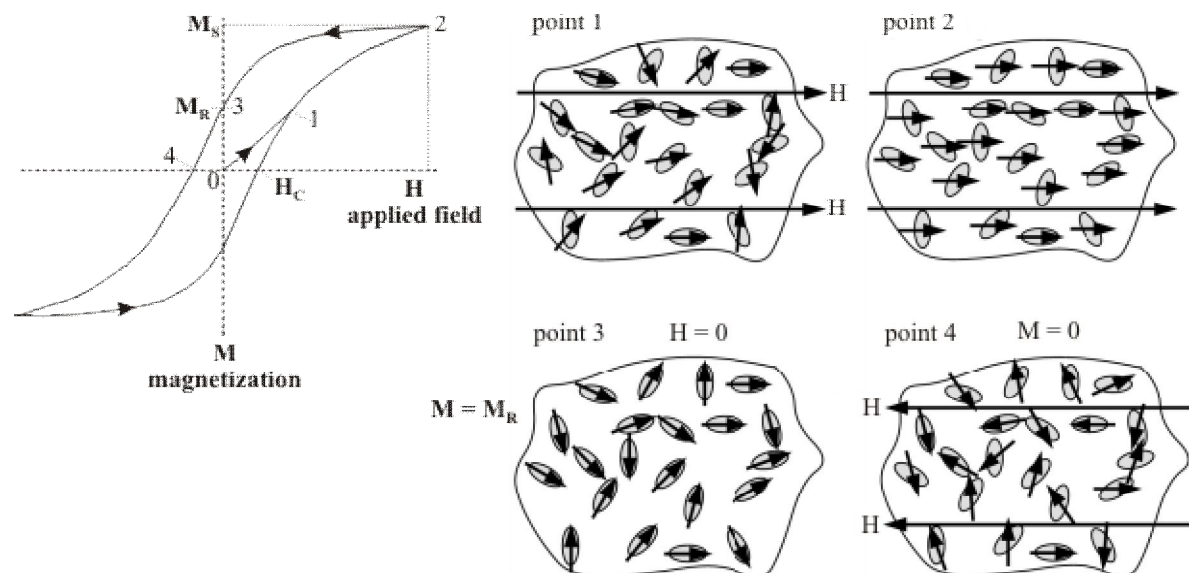 M_S
2
M_R
3
1
4
0
H_C
H
applied field
M
magnetization
point 1
H
H
point 2
point 3
H = 0
M = M_R
point 4
M = 0
H
H